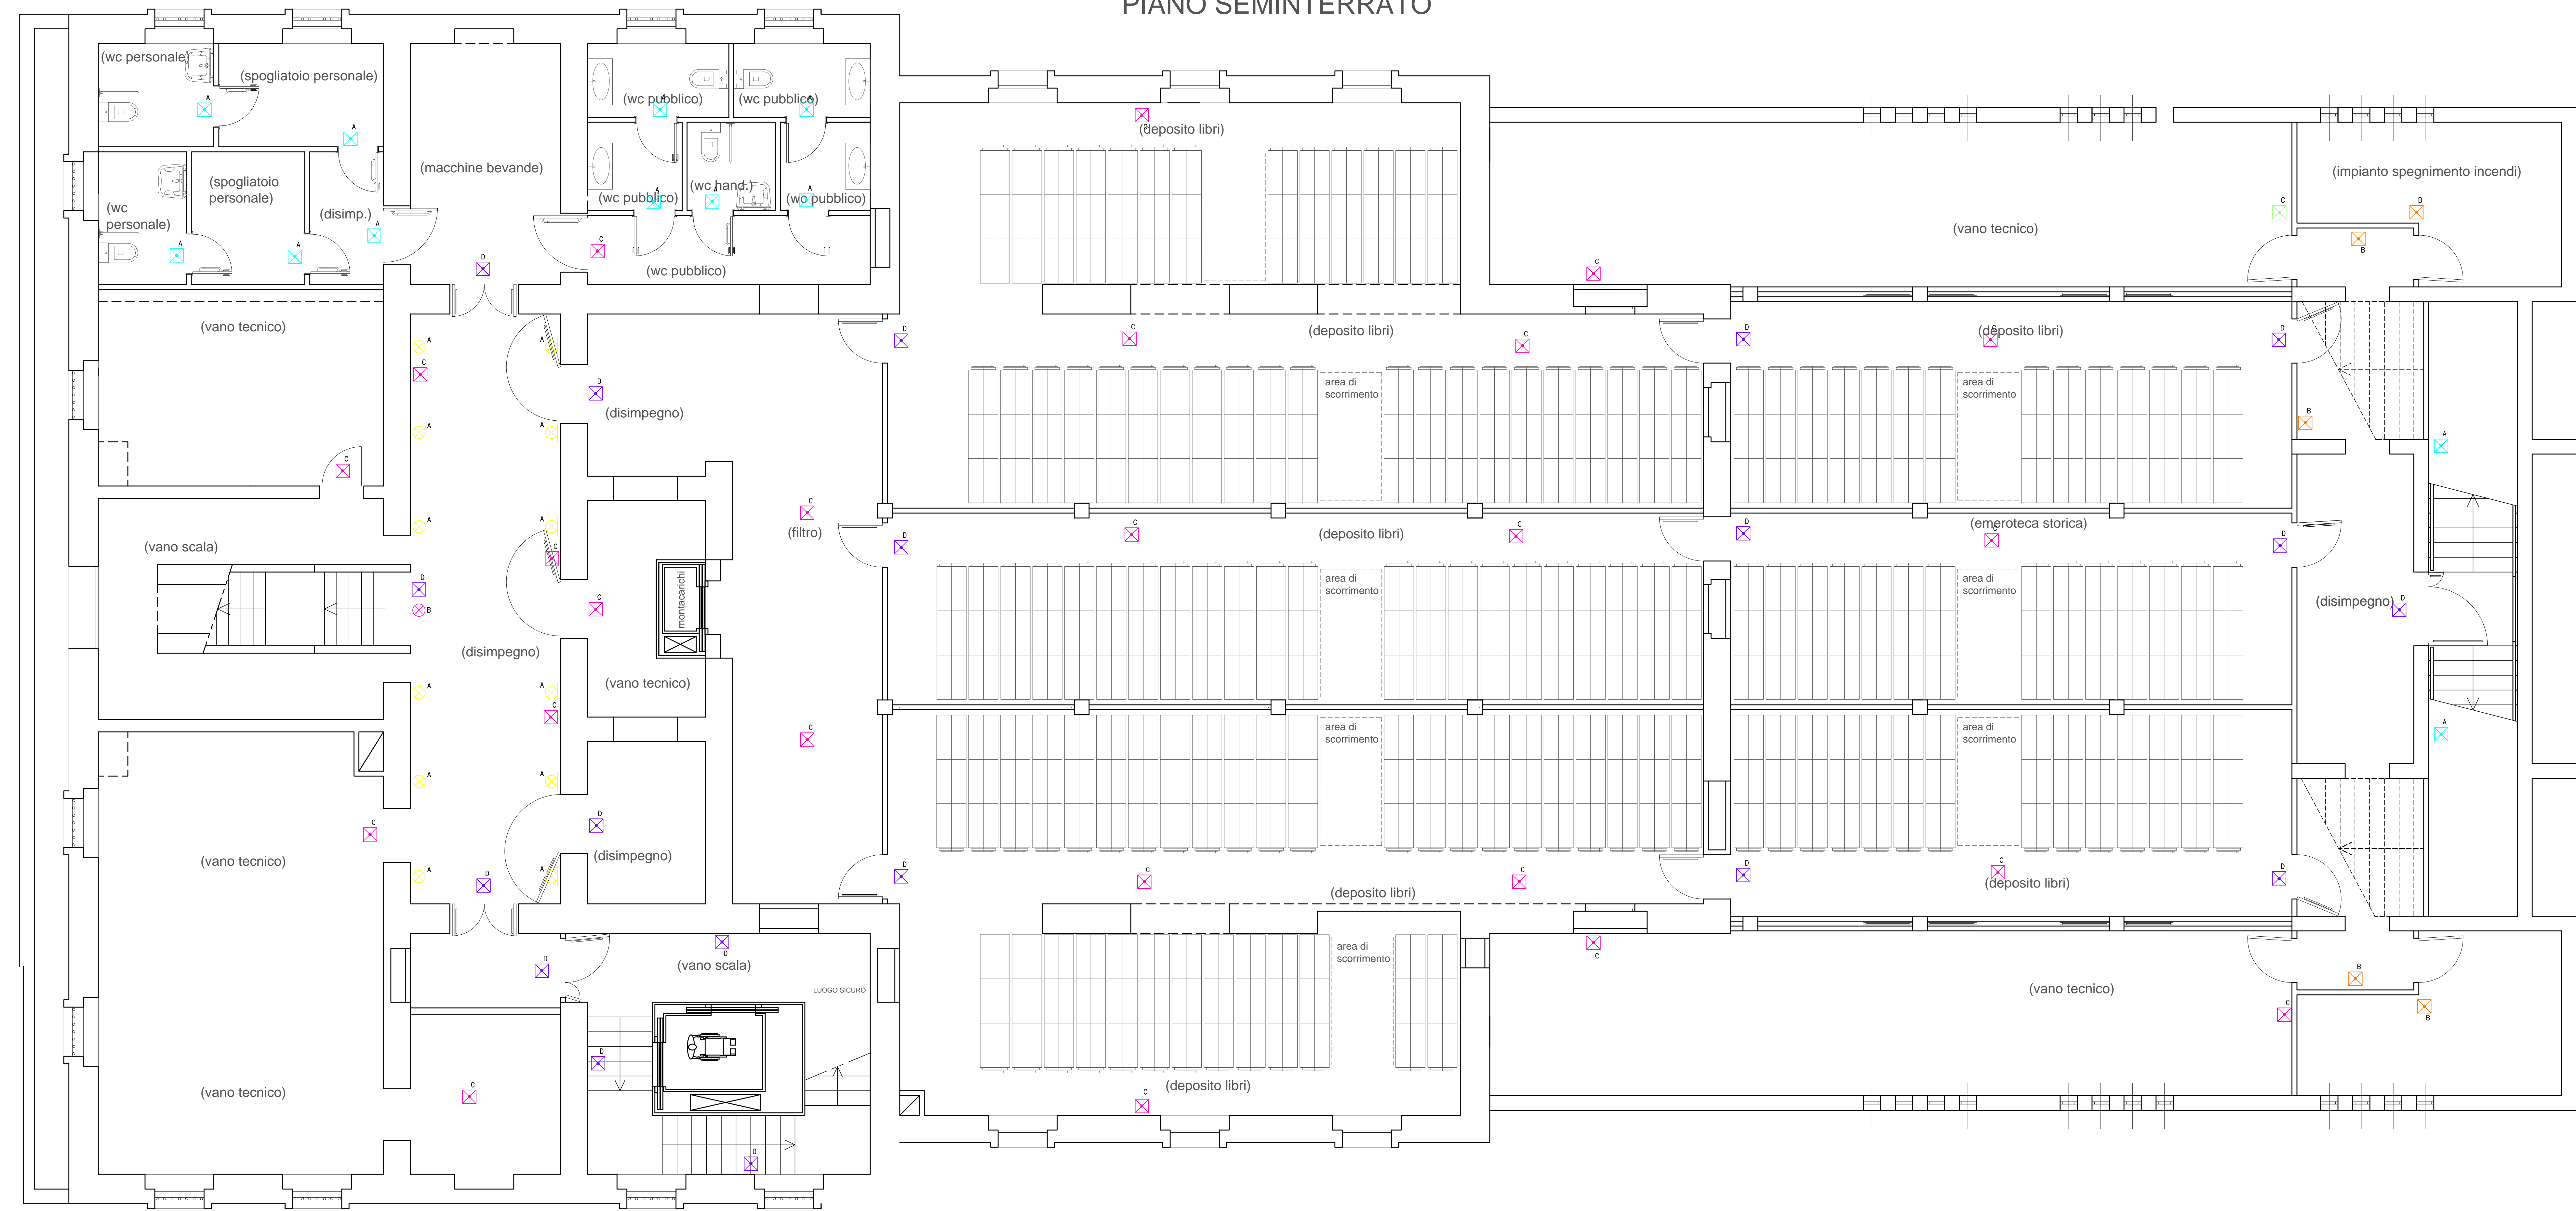 PIANO SEMINTERRATO
(wc personale)
(spogliatoio personale)
(wc pubblico)
(wc pubblico)
(deposito libri)
(macchine bevande)
(impianto spegnimento incendi)
(spogliatoio
personale)
(wc hand.)
(wc pubblico)
(wc pubblico)
(wc
personale)
(disimp.)
(vano tecnico)
(wc pubblico)
(vano tecnico)
(deposito libri)
(deposito libri)
area di
scorrimento
area di
scorrimento
(disimpegno)
(vano scala)
(filtro)
(deposito libri)
(emeroteca storica)
montacarichi
area di
scorrimento
area di
scorrimento
(disimpegno)
(disimpegno)
(vano tecnico)
area di
scorrimento
area di
scorrimento
(vano tecnico)
(disimpegno)
(deposito libri)
(deposito libri)
area di
scorrimento
(vano scala)
LUOGO SICURO
(vano tecnico)
(vano tecnico)
(deposito libri)
A
A
A
A
A
A
A
A
A
A
A
C
D
C
C
C
B
B
D
C
C
D
C
D
A
A
C
D
A
A
B
A
C
C
A
A
C
D
C
C
D
C
D
D
C
B
D
A
A
C
C
A
A
A
C
D
D
A
A
D
C
C
D
C
D
D
D
C
B
C
B
D
C
C
D